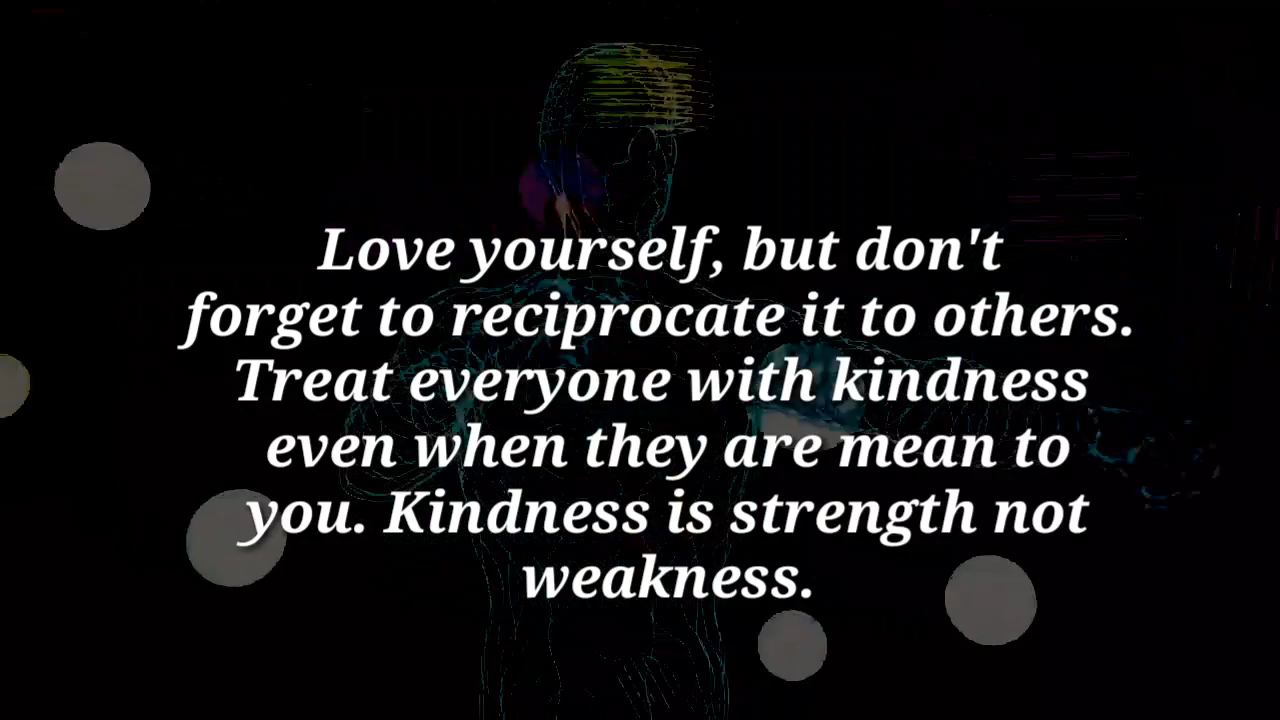 Love yourself, but don't
forget to reciprocate it to others.
Treat everyone with kindness
even when they are mean to
you. Kindness is strength not
weakness.